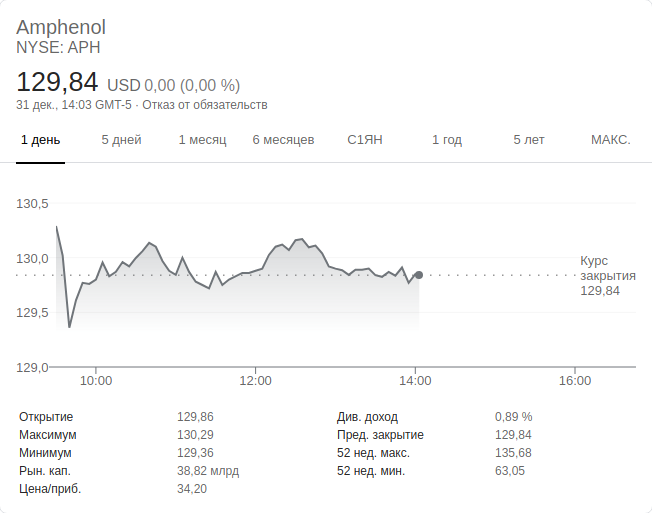 Amphenol
NYSE: APH
129,84 USD 0,00 (0,00 %)
31 дек., 14:03 GMT-5 · Отказ от обязательств
1 день 5 дней 1 месяц 6 месяцев С1ЯН 1 год 5 лет МАКС.
130,5
130,0
129,5
129,0
Курс
закрытия
129,84
10:00 12:00 14:00 16:00
Открытие 129,86 Див. доход 0,89 %
Максимум 130,29 Пред. закрытие 129,84
Минимум 129,36 52 нед. макс. 135,68
Рын. кап. 38,82 млрд 52 нед. мин. 63,05
Цена/приб. 34,20